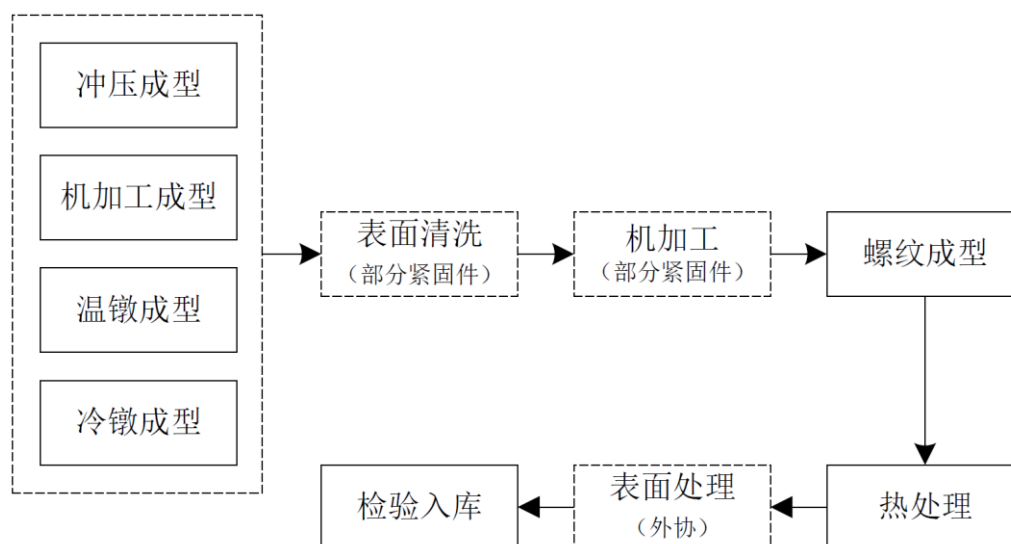 冲压成型
机加工成型
温镦成型
冷镦成型
表面清洗
（部分紧固件）
机加工
（部分紧固件）
螺纹成型
热处理
表面处理
（外协）
检验入库